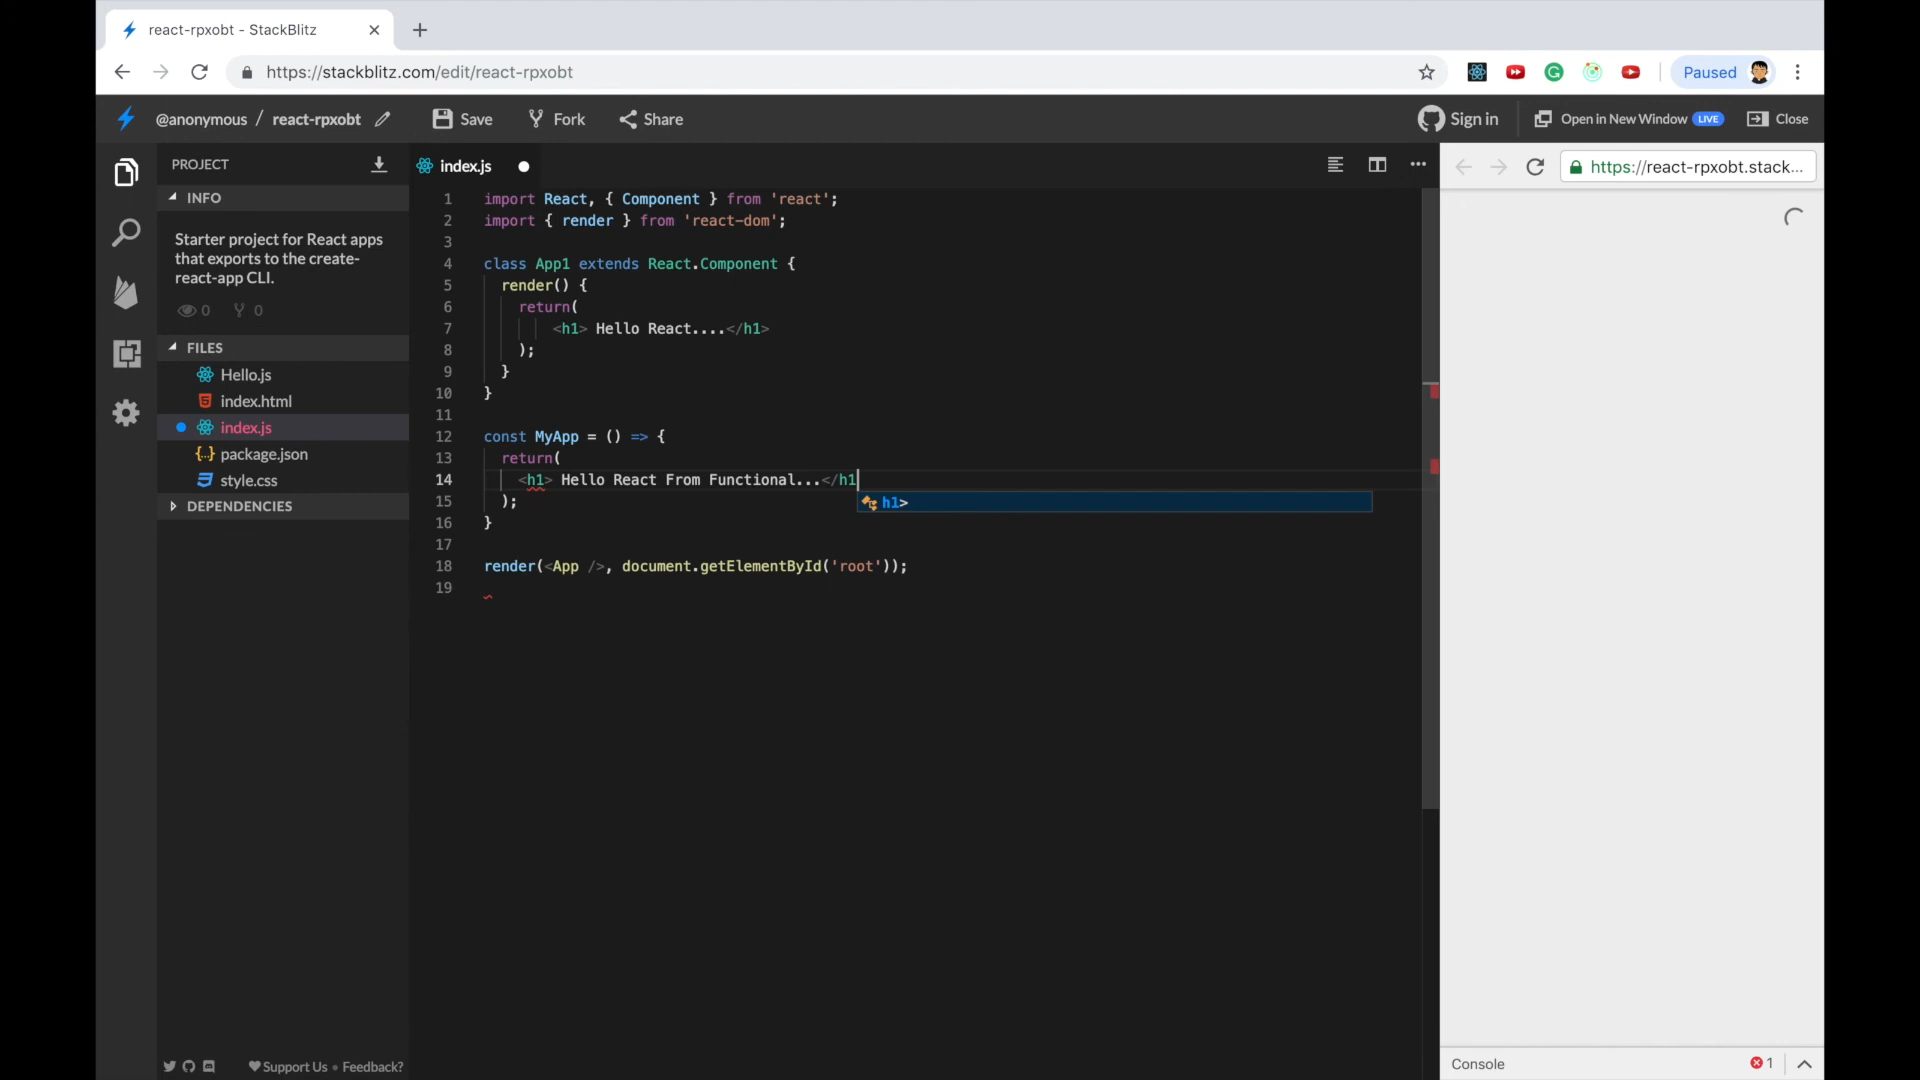 react-rpxobt - StackBlitz
https://stackblitz.com/edit/react-rpxobt
Paused
@anonymous / react-rpxobt
Save
Fork
Share
Sign in
Open in New Window LIVE
Close
PROJECT
INFO
Starter project for React apps
that exports to the create-
react-app CLI.
0
0
FILES
Hello.js
index.html
index.js
package.json
style.css
DEPENDENCIES
Support Us • Feedback?
index.js
1 import React, { Component } from 'react';
2 import { render } from 'react-dom';
3
4 class App1 extends React.Component {
5 render() {
6 return(
7 <h1> Hello React....</h1>
8 );
9 }
10 }
11
12 const MyApp = () => {
13 return(
14 <h1> Hello React From Functional...</h1
h1>
15 );
16 }
17
18 render(<App />, document.getElementById('root'));
19
https://react-rpxobt.stack...
Console
1